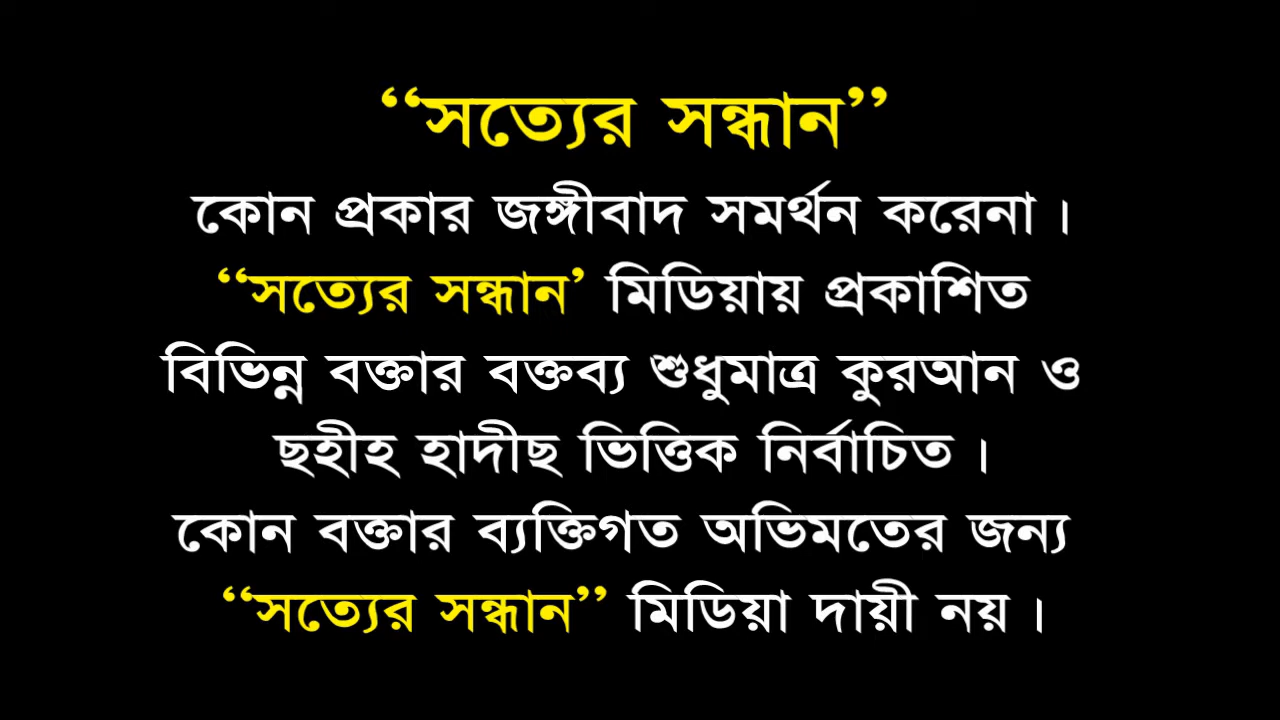 ‘‘সত্যের সন্ধান’’
কোন প্রকার জঙ্গীবাদ সমর্থন করেনা।
‘‘সত্যের সন্ধান’ মিডিয়ায় প্রকাশিত
বিভিন্ন বক্তার বক্তব্য শুধুমাত্র কুরআন ও
ছহীহ হাদীছ ভিত্তিক নির্বাচিত।
কোন বক্তার ব্যক্তিগত অভিমতের জন্য
‘‘সত্যের সন্ধান’’ মিডিয়া দায়ী নয়।